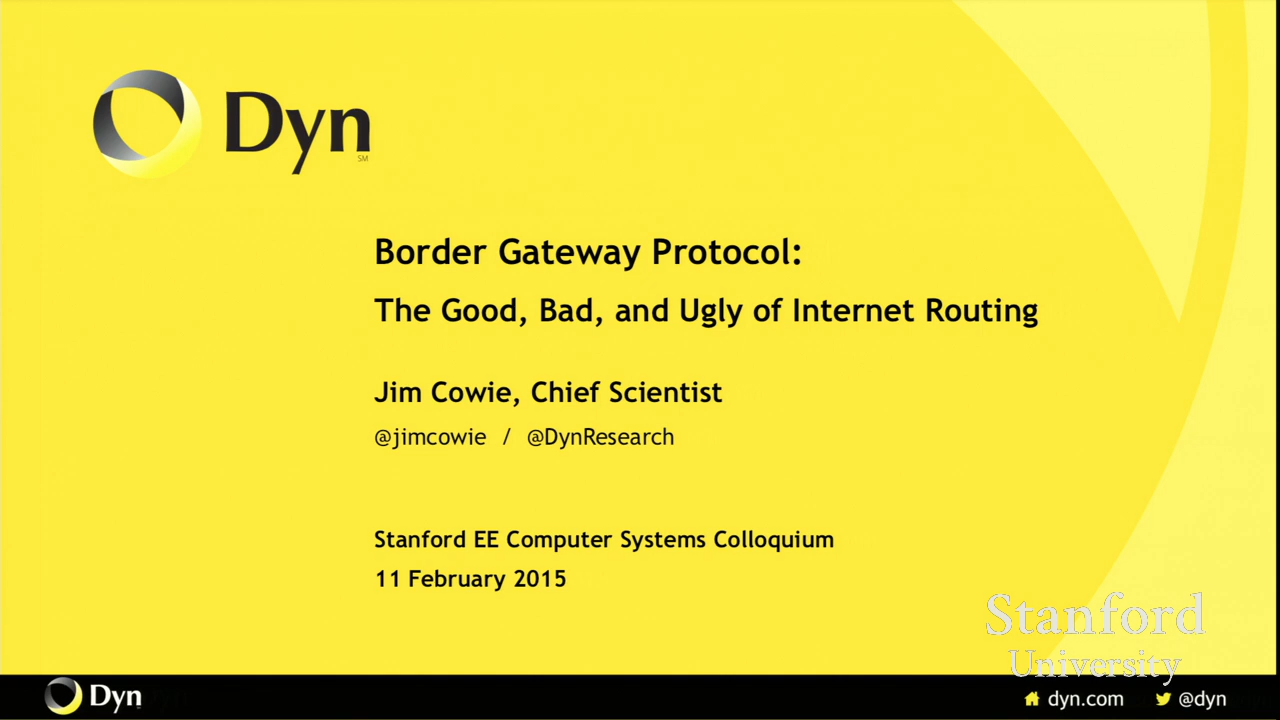 Dyn
SM
Border Gateway Protocol:
The Good, Bad, and Ugly of Internet Routing
Jim Cowie, Chief Scientist
@jimcowie / @DynResearch
Stanford EE Computer Systems Colloquium
11 February 2015
Stanford
University
Dyn
dyn.com @dyn